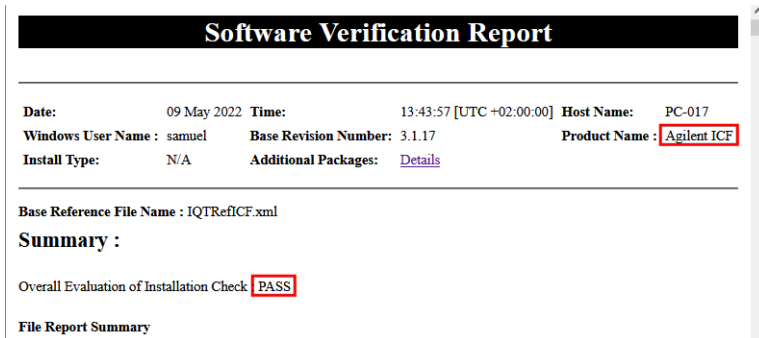 Software Verification Report
Date: 09 May 2022 Time: 13:43:57 [UTC +02:00:00] Host Name: PC-017
Windows User Name : samuel Base Revision Number: 3.1.17 Product Name : Agilent ICF
Install Type: N/A Additional Packages: Details
Base Reference File Name : IQTRefICF.xml
Summary :
Overall Evaluation of Installation Check : PASS
File Report Summary